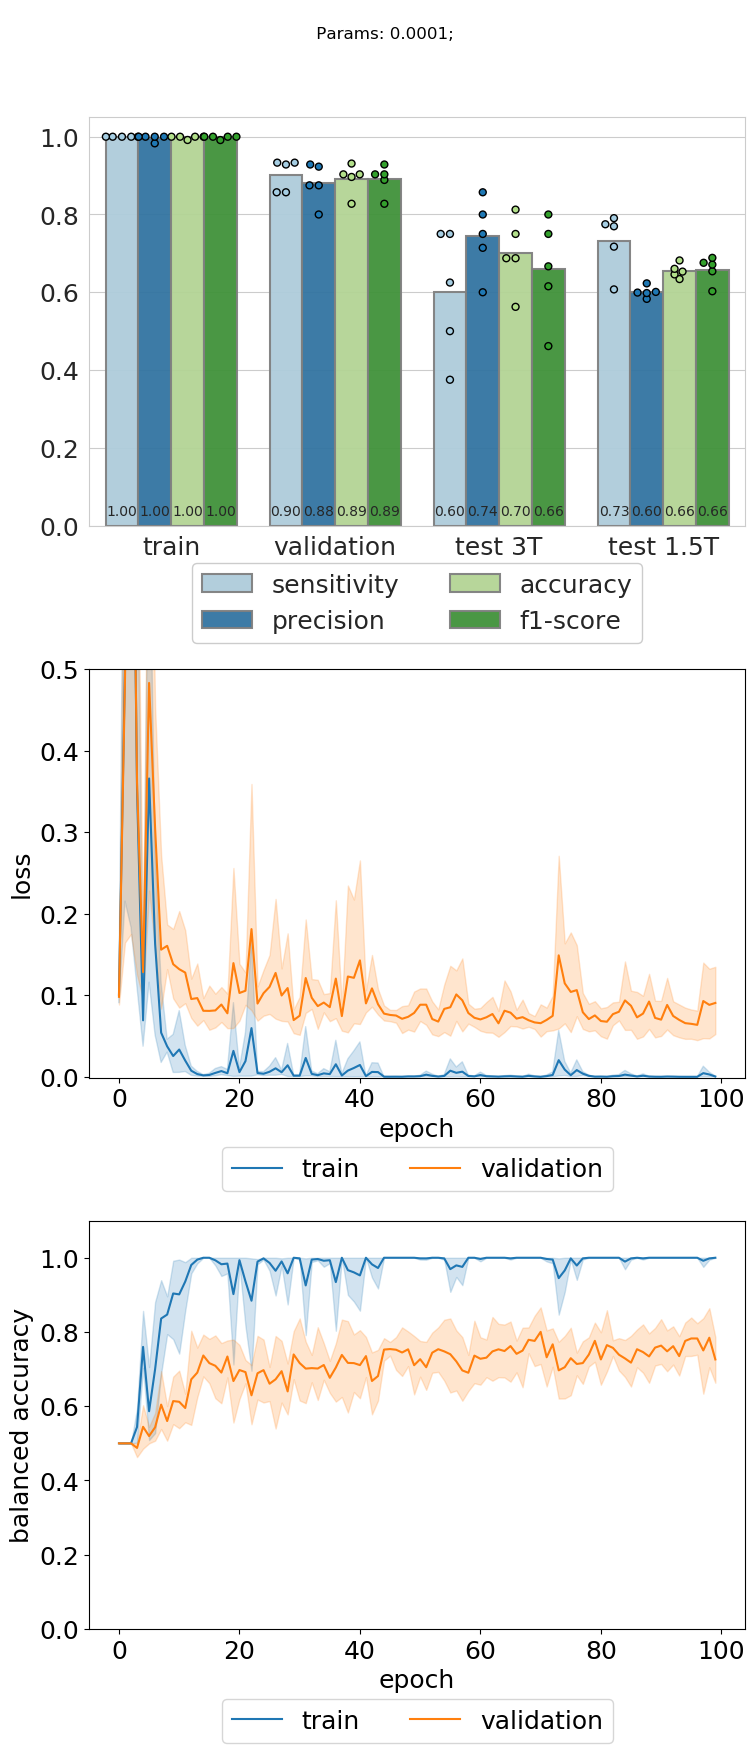 Params: 0.0001;
1.0
0.8
0.6
0.4
0.2
0.0
1.00 1.00 1.00 1.00 0.90 0.88 0.89 0.89 0.60 0.74 0.70 0.66 0.73 0.60 0.66 0.66
train validation test 3T test 1.5T
sensitivity accuracy
precision f1-score
0.5
0.4
0.3
0.2
0.1
0.0
loss
0 20 40 60 80 100
epoch
train validation
1.0
0.8
0.6
0.4
0.2
0.0
balanced accuracy
0 20 40 60 80 100
epoch
train validation